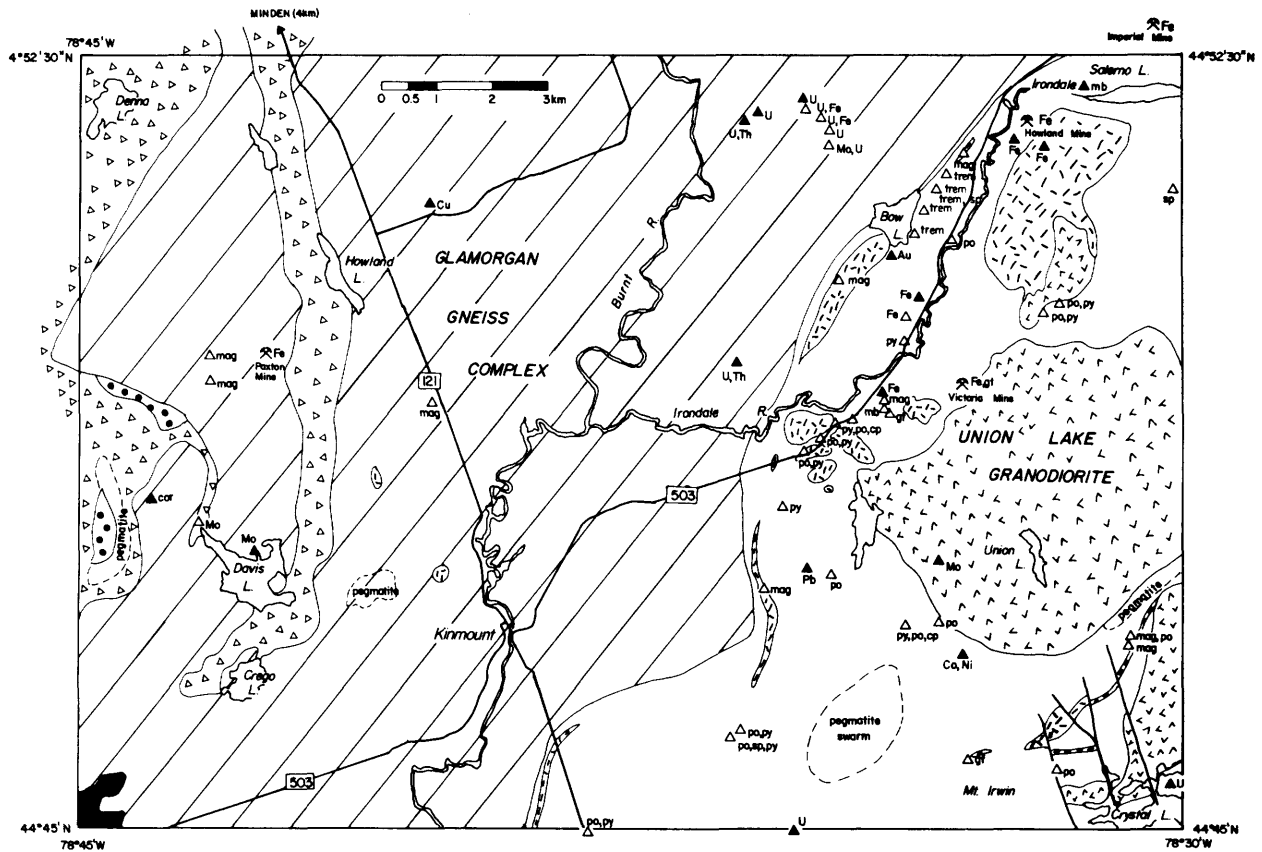 MINDEN (4km)
Fe
Imperial Mine
78°45'W
4°52'30"N
44°52'30"N
0 0.5 1 2 3km
Denna
L.
Salerno L.
Irondale
mb
U
U
U,Fe
U,Fe
U,Th
U
Mo,U
Fe
Howland Mine
Fe
Fe
mag
trem
trem
trem, sp
trem
sp
Cu
Bow
L.
trem
po
R.
Au
GLAMORGAN
Howland
L.
mag
Burnt
Fe
po,py
po,py
GNEISS
Fe
py
mag
Fe
Paxton
Mine
COMPLEX
U,Th
mag
121
mag
Fe
mag
Fe,gf
Victoria Mine
Irondale
R.
mb
gf
py,po,cp
po,py
po,py
UNION LAKE
GRANODIORITE
cor
503
pegmatite
py
Mo
Mo
Davis
L.
Union
L.
Mo
Pb
po
mag
pegmatite
pegmatite
Kinmount
py,po,cp
po
mag,po
mag
Co,Ni
Crego
L.
pegmatite
swarm
po,py
po,sp,py
503
gf
po
Mt. Irwin
U
Crystal L.
44°45'N
po,py
U
44°45'N
78°45'W
78°30'W